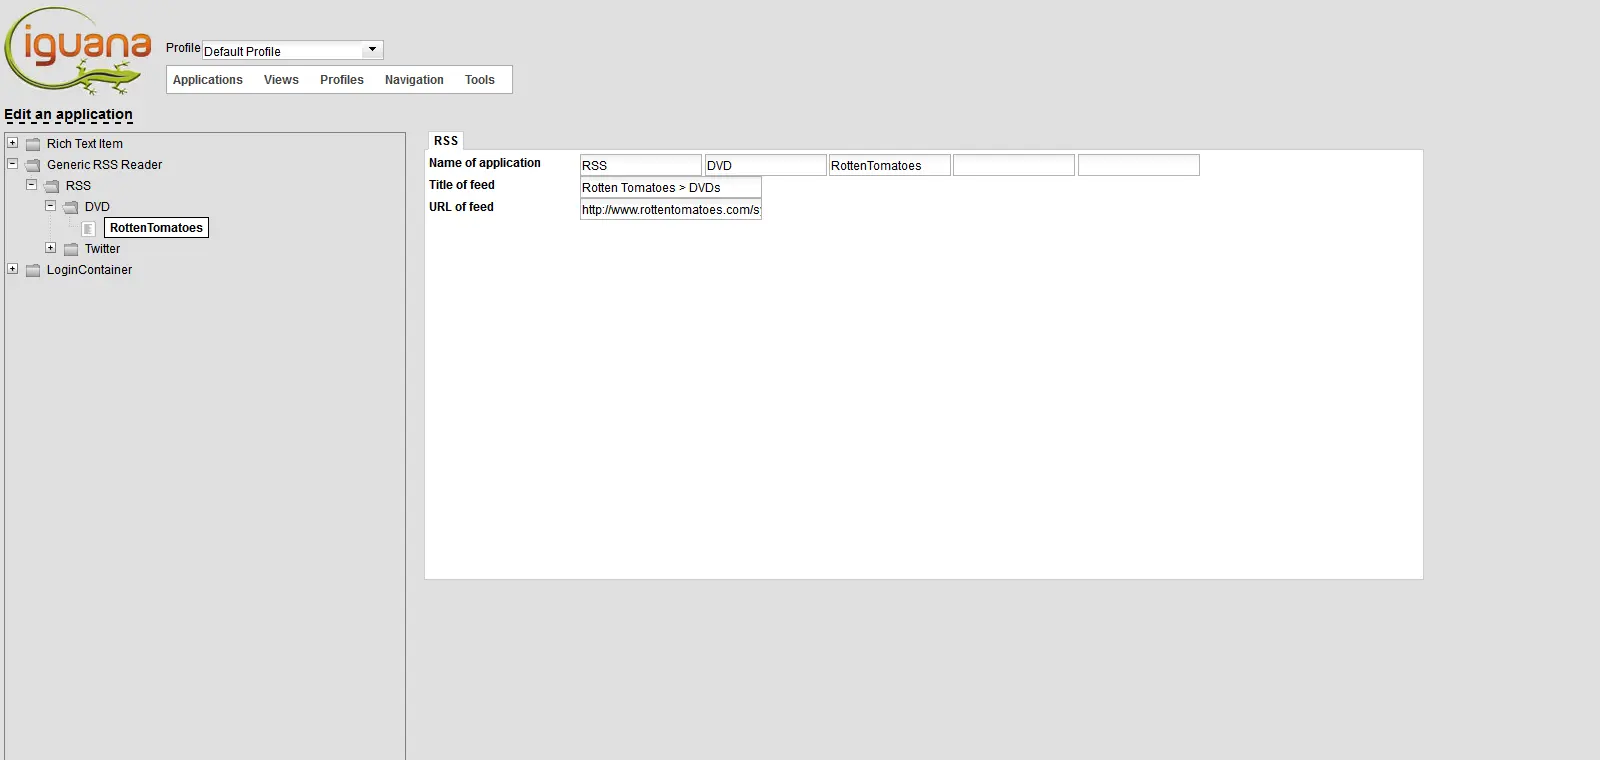 iguana
Profile Default Profile
Applications Views Profiles Navigation Tools
Edit an application
Rich Text Item
Generic RSS Reader
RSS
DVD
RottenTomatoes
Twitter
LoginContainer
RSS
Name of application RSS DVD RottenTomatoes
Title of feed Rotten Tomatoes > DVDs
URL of feed http://www.rottentomatoes.com/s